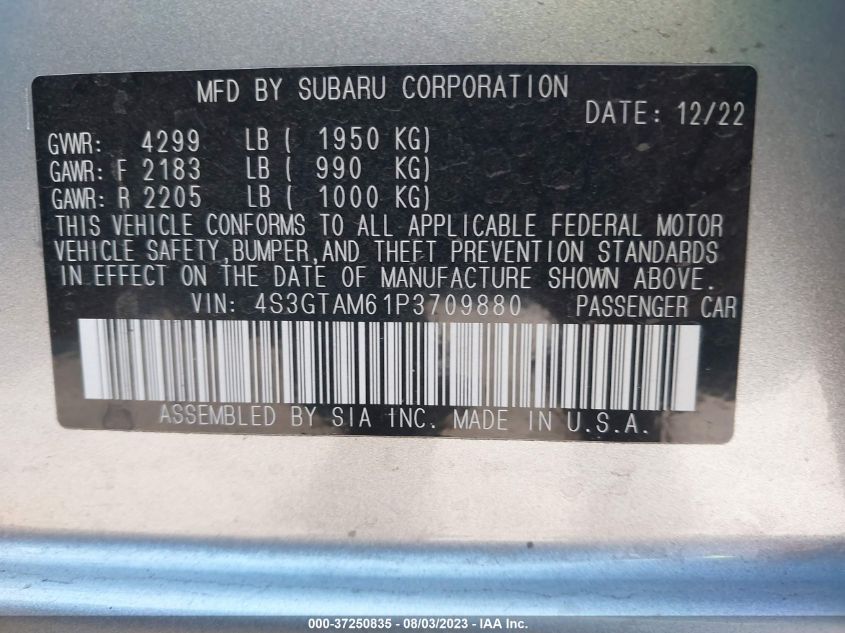 MFD BY SUBARU CORPORATION
DATE: 12/22
GVWR: 4299 LB ( 1950 KG)
GAWR: F 2183 LB ( 990 KG)
GAWR: R 2205 LB ( 1000 KG)
THIS VEHICLE CONFORMS TO ALL APPLICABLE FEDERAL MOTOR
VEHICLE SAFETY,BUMPER,AND THEFT PREVENTION STANDARDS
IN EFFECT ON THE DATE OF MANUFACTURE SHOWN ABOVE.
VIN: 4S3GTAM61P3709880 PASSENGER CAR
ASSEMBLED BY SIA INC. MADE IN U.S.A.
000-37250835 - 08/03/2023 - IAA Inc.